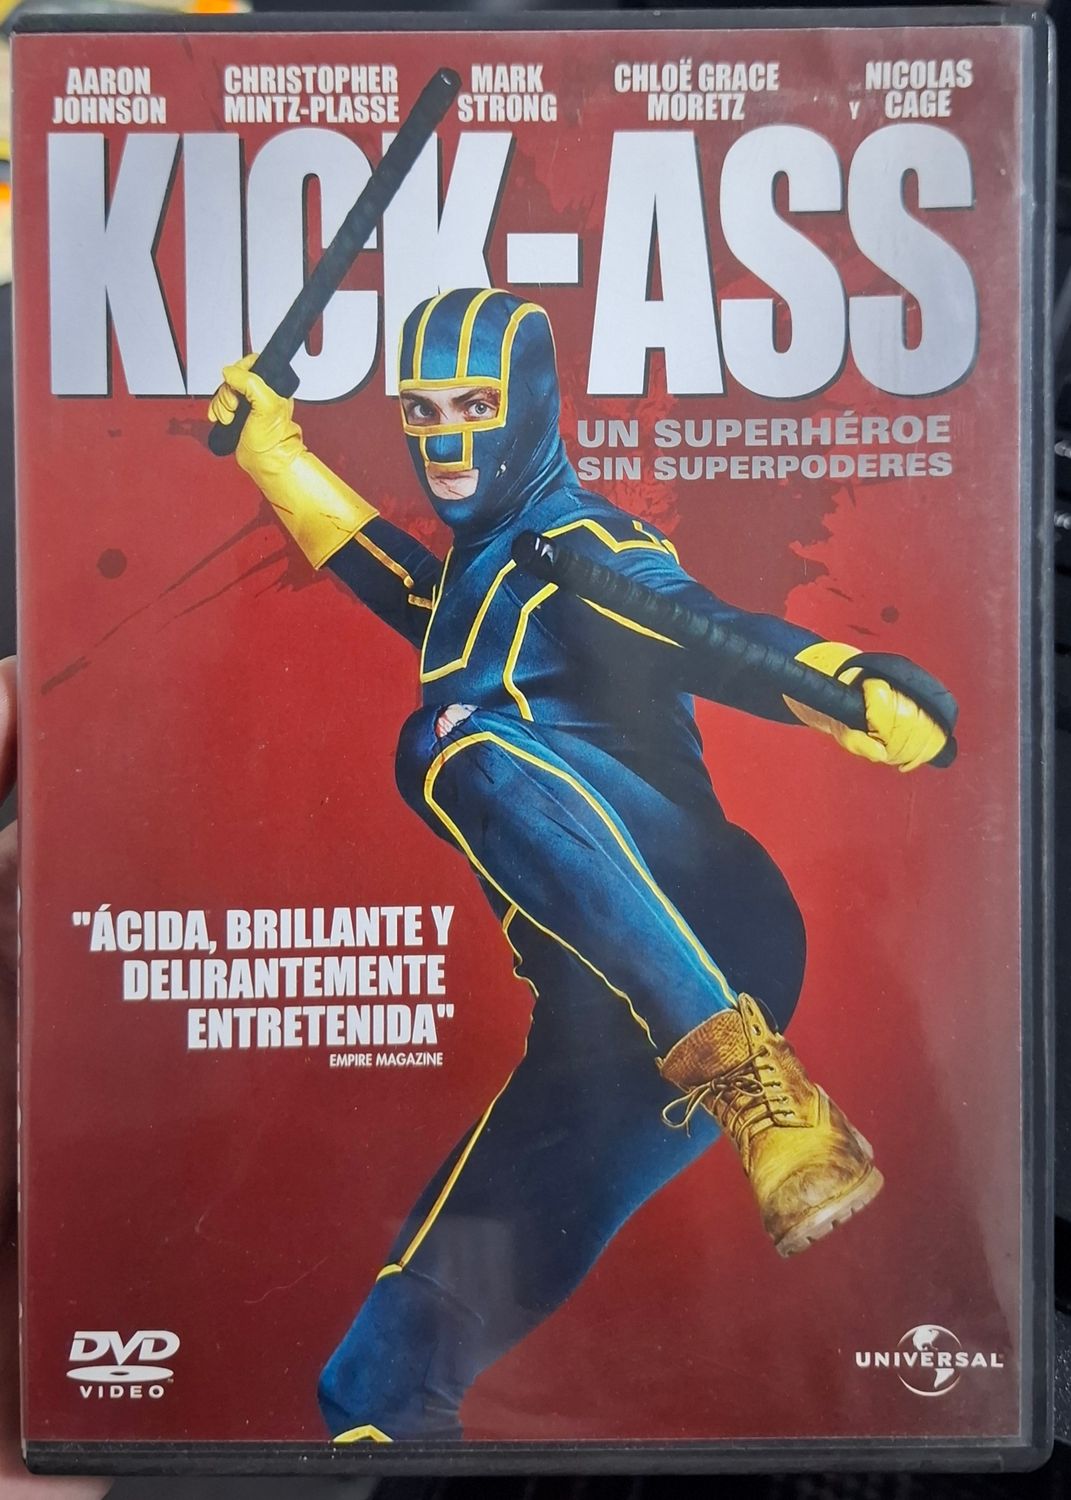 AARON
JOHNSON
CHRISTOPHER
MINTZ-PLASSE
MARK
STRONG
CHLOË GRACE
MORETZ
Y
NICOLAS
CAGE
KICK-ASS
UN SUPERHÉROE
SIN SUPERPODERES
"ÁCIDA, BRILLANTE Y
DELIRANTEMENTE
ENTRETENIDA"
EMPIRE MAGAZINE
DVD
VIDEO
UNIVERSAL